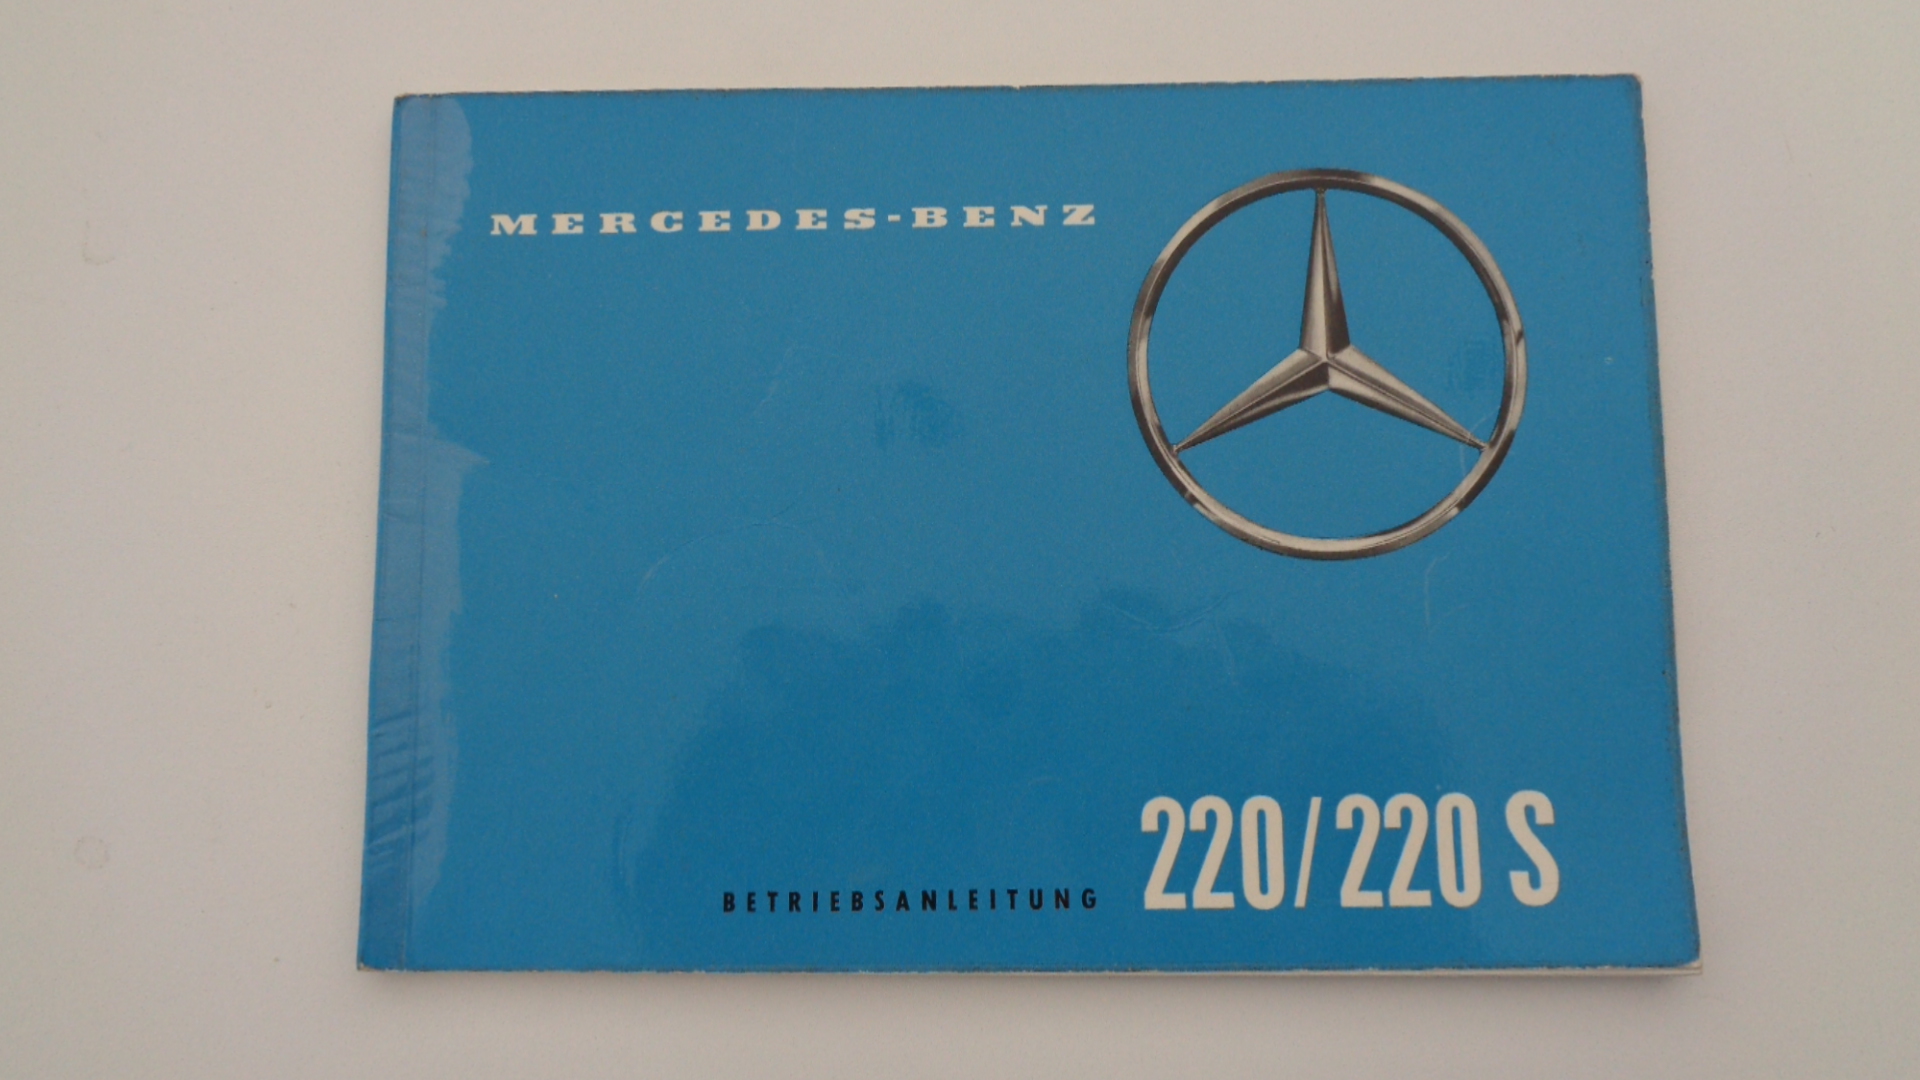 MERCEDES-BENZ
BETRIEBSANLEITUNG 220/220 S